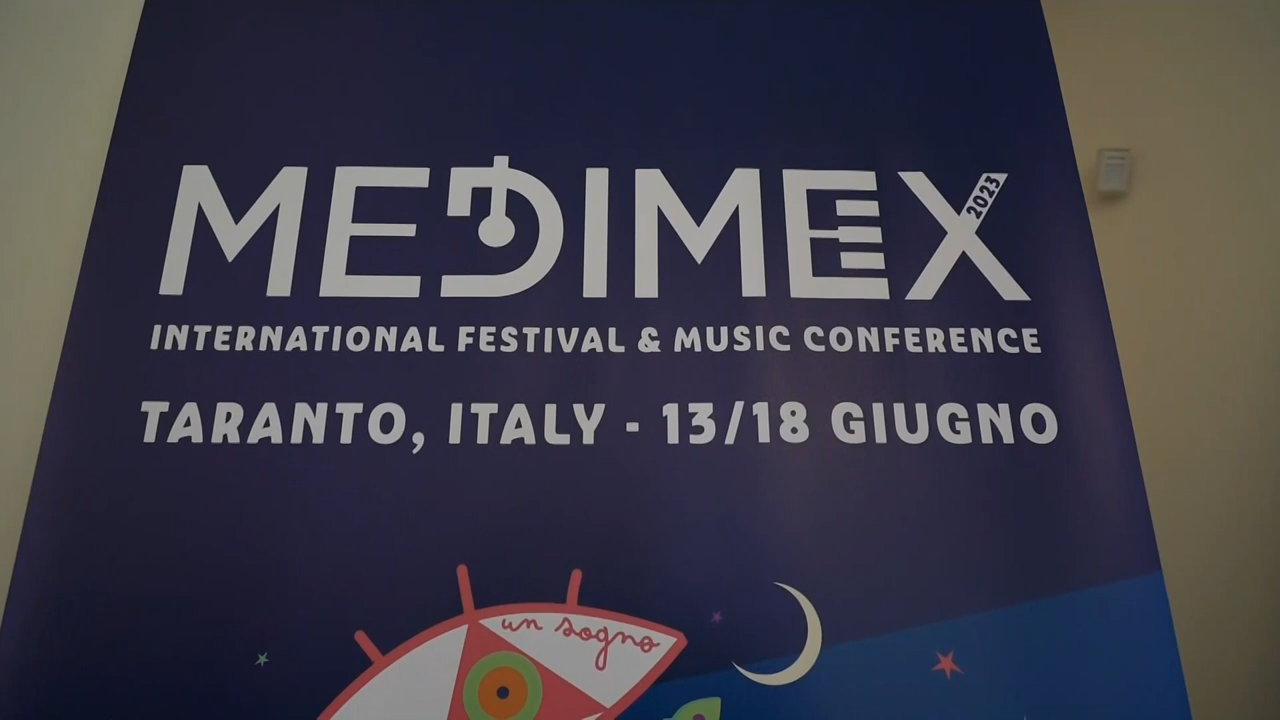 MEDIMEX 2023
INTERNATIONAL FESTIVAL & MUSIC CONFERENCE
TARANTO, ITALY - 13/18 GIUGNO
un sogno